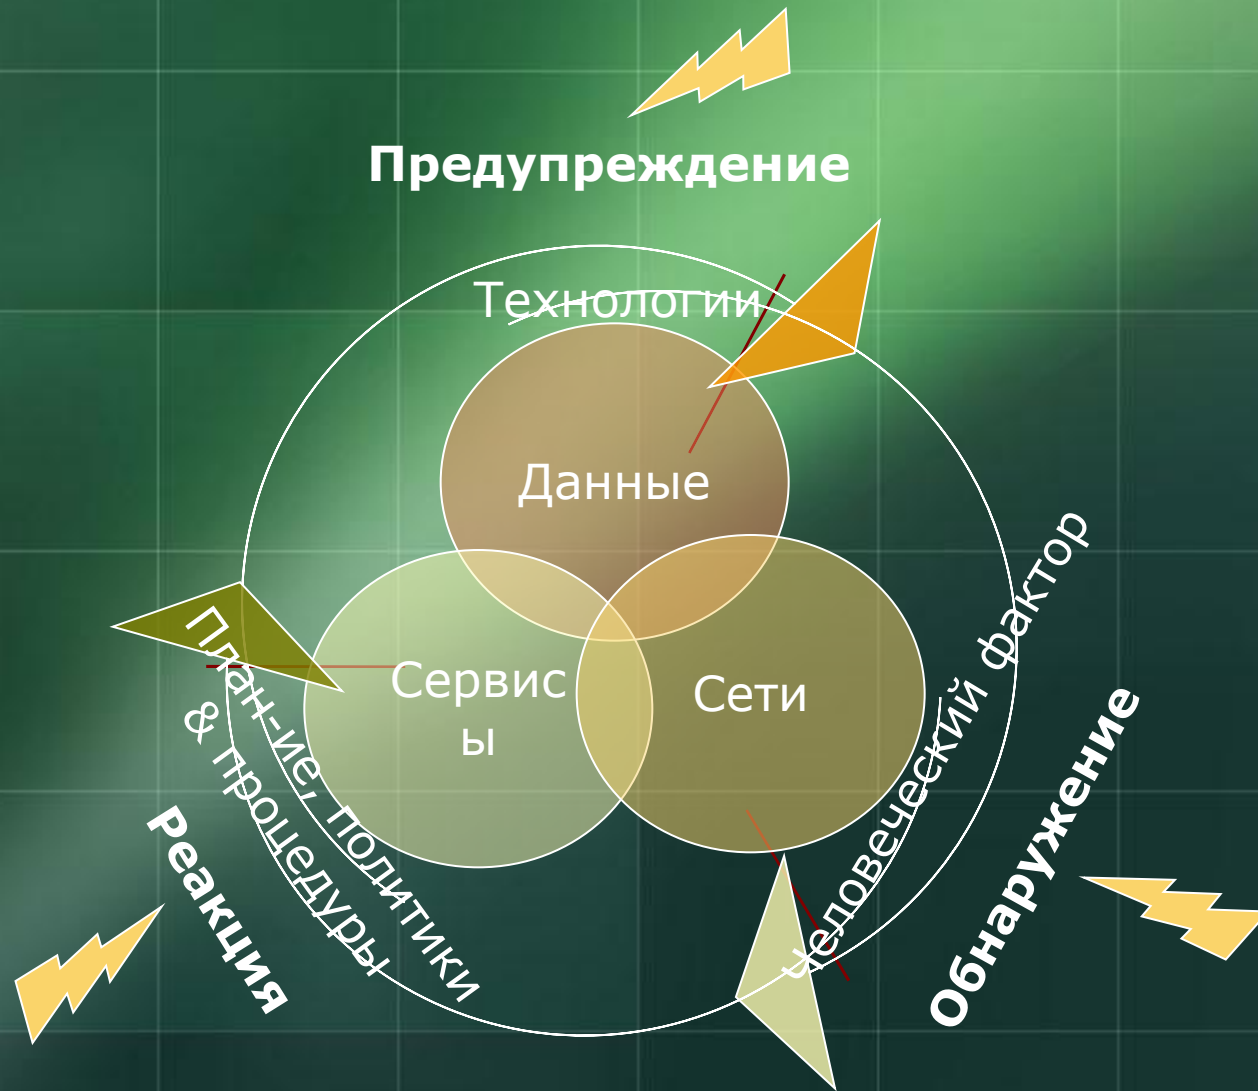 Предупреждение
Технологии
Данные
Сервис
ы
Сети
План-ие, политики
& процедуры
Человеческий фактор
Реакция
Обнаружение